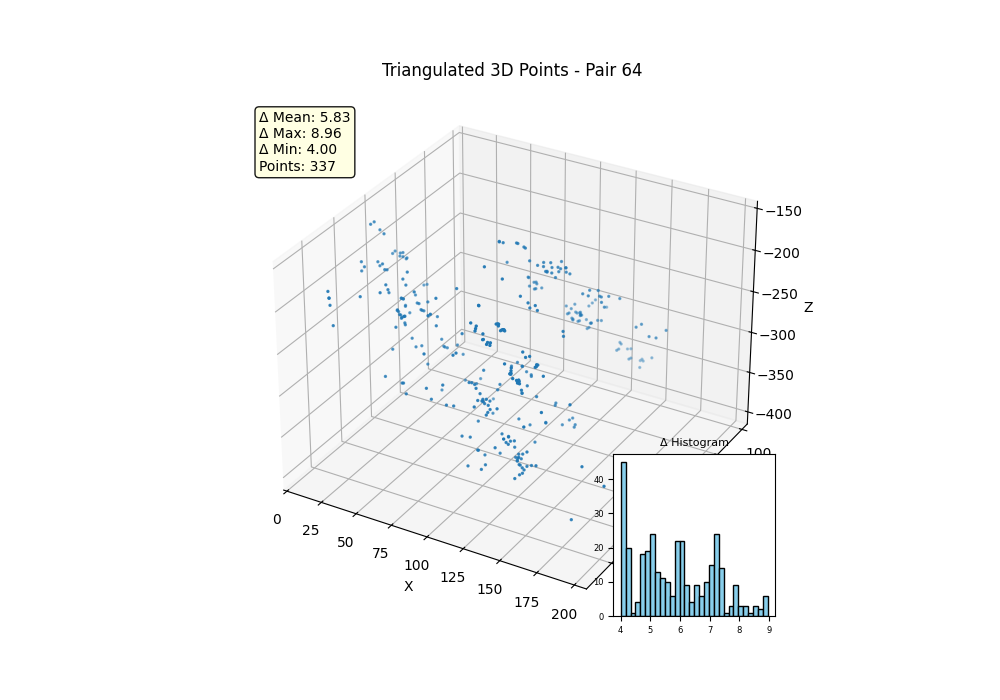 Triangulated 3D Points - Pair 64
Δ Mean: 5.83
Δ Max: 8.96
Δ Min: 4.00
Points: 337
−150
−200
−250
Z
−300
−350
−400
Δ Histogram
100
0
25
50
75
100
125
150
175
200
X
40
30
20
10
0
4 5 6 7 8 9